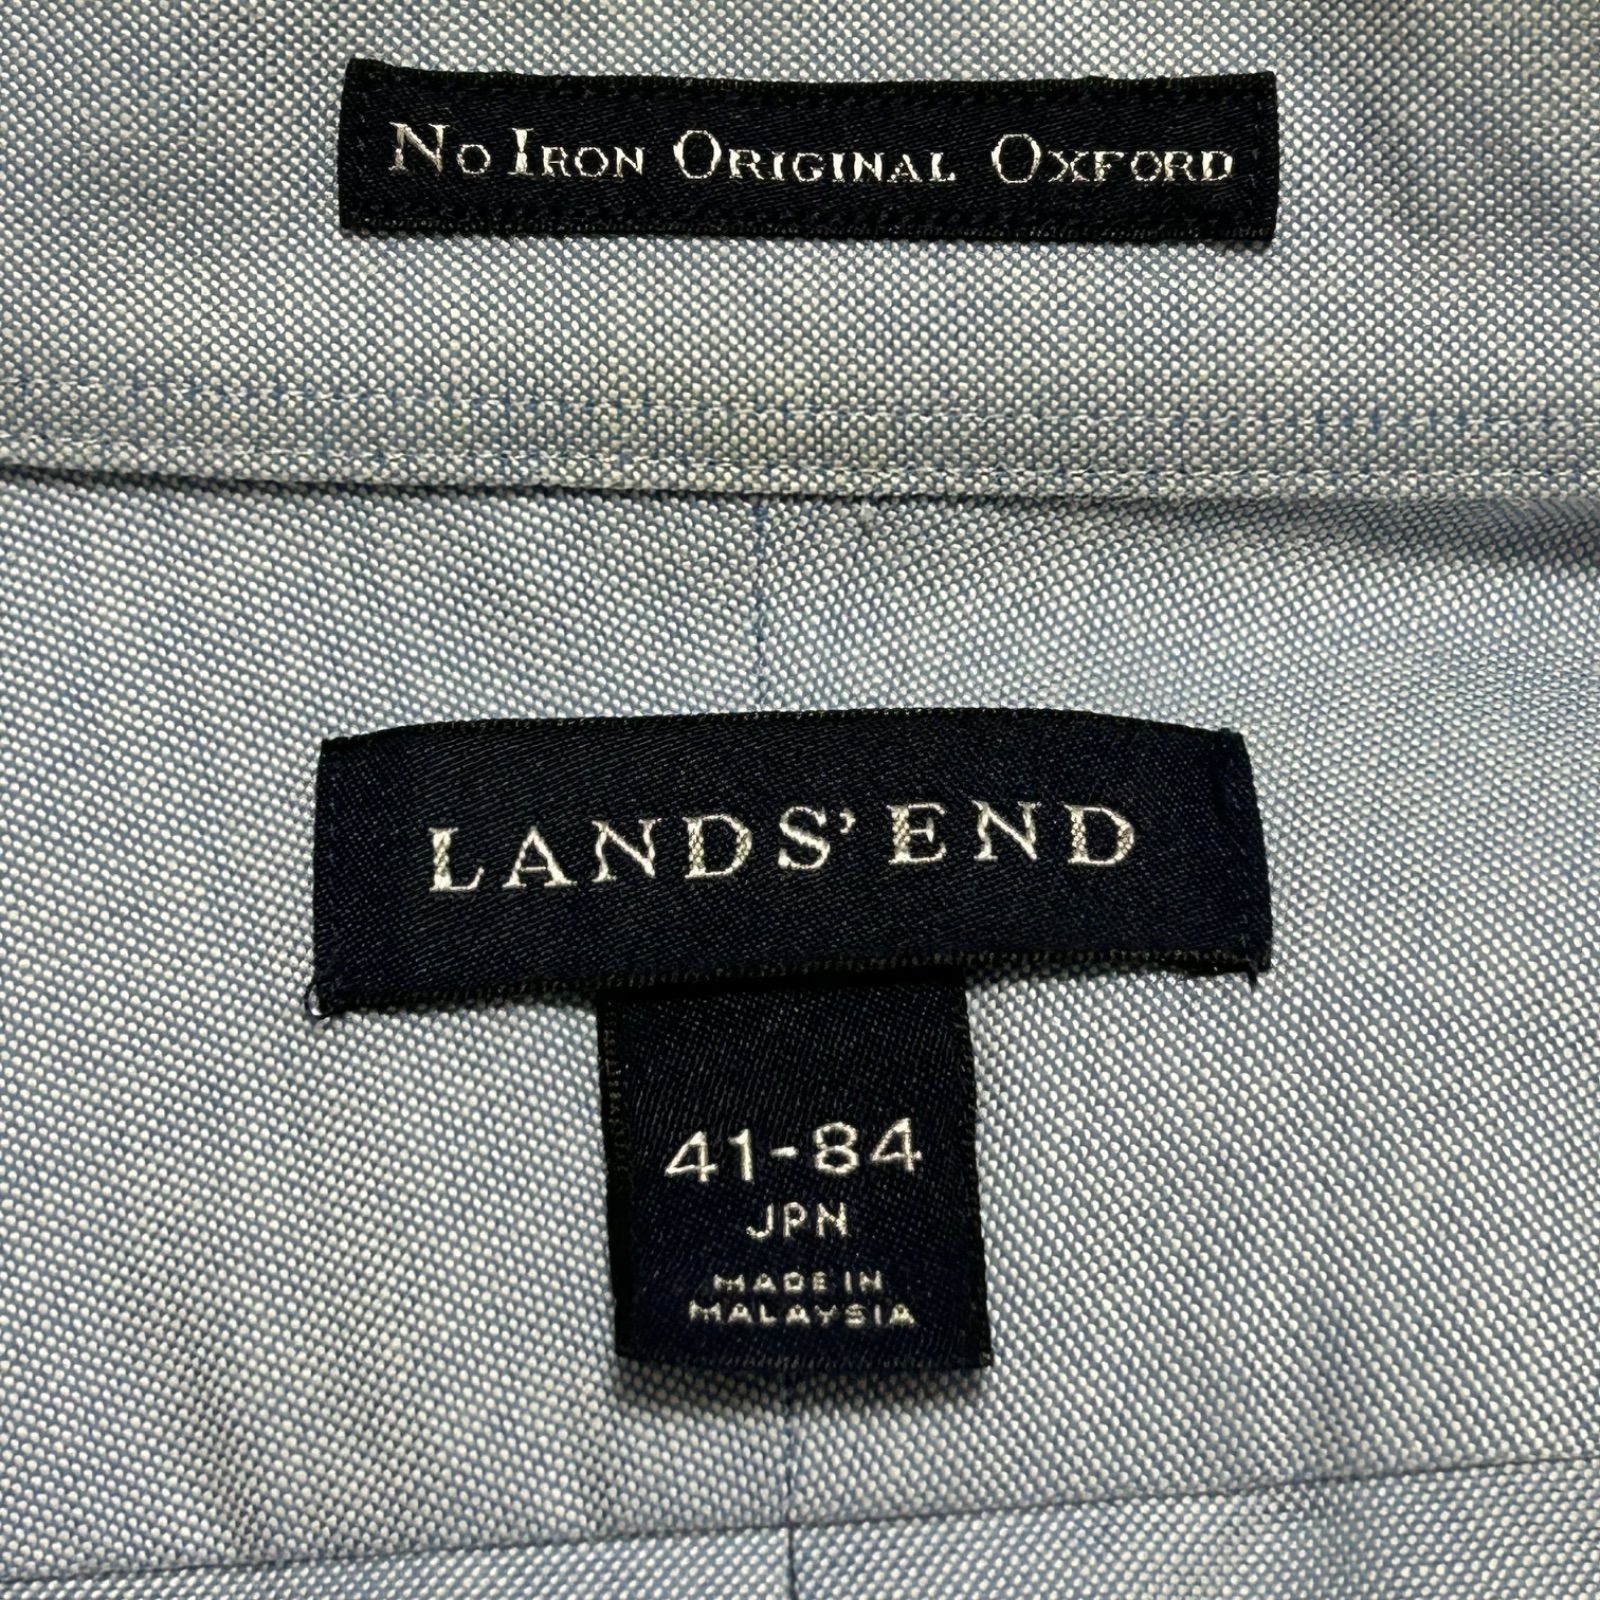 No Iron Original Oxford
LANDS' END
41-84
JPN
MADE IN
MALAYSIA